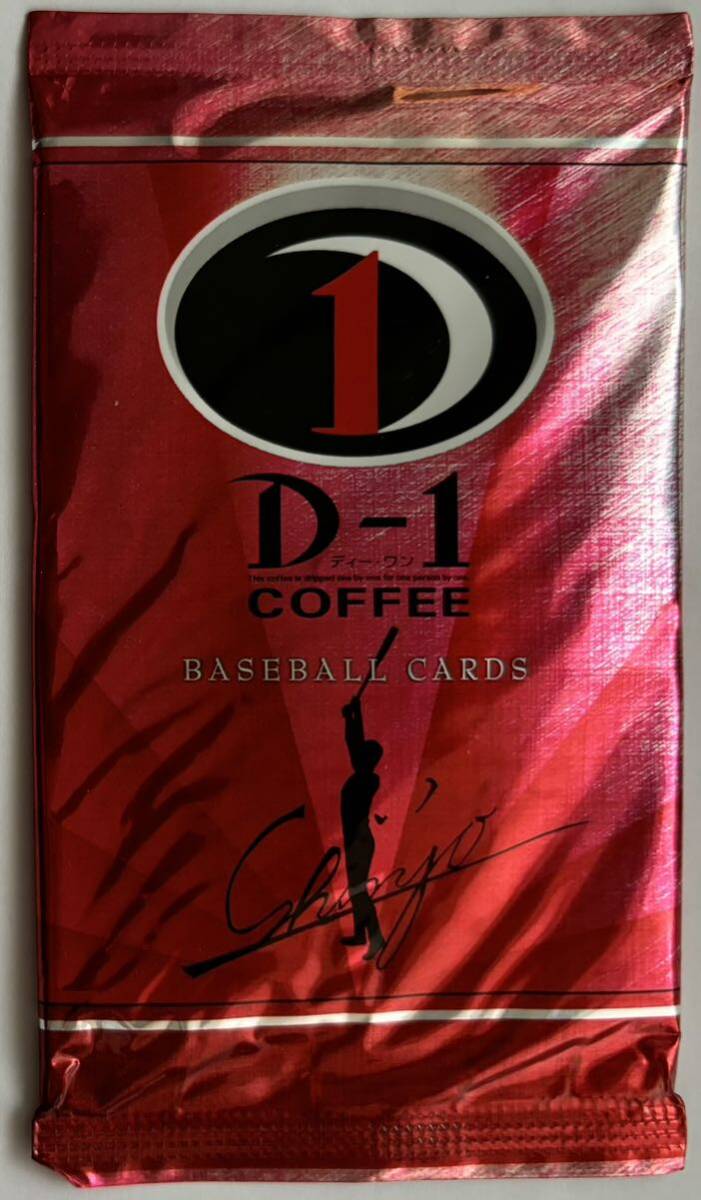 D1
D-1
ディー・ワン
This coffee is dripped one by one for one person by one.
COFFEE
BASEBALL CARDS
Shinjo